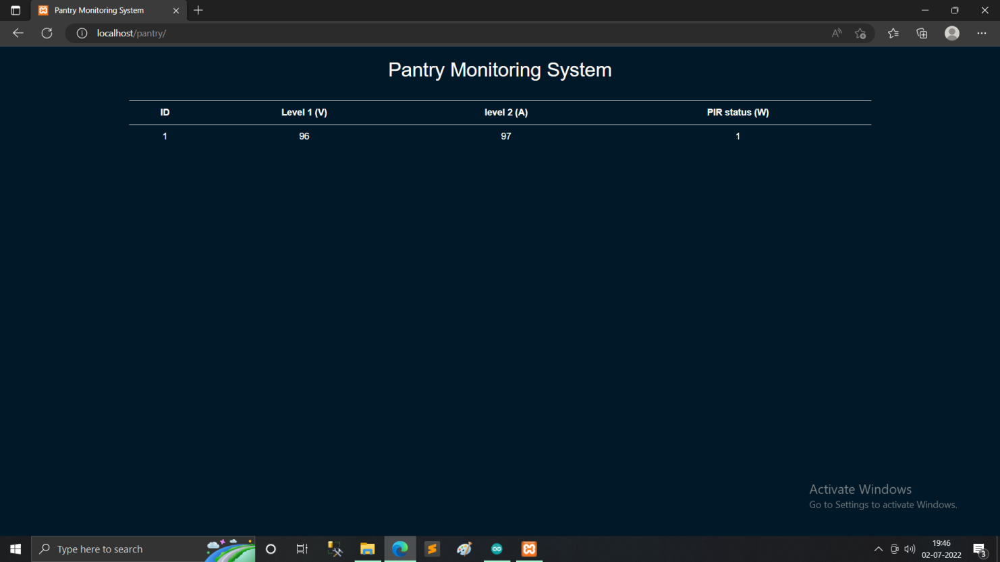 Pantry Monitoring System
localhost/pantry/
Pantry Monitoring System
ID Level 1 (V) level 2 (A) PIR status (W)
1 96 97 1
Activate Windows
Go to Settings to activate Windows.
Type here to search
19:46
02-07-2022
3